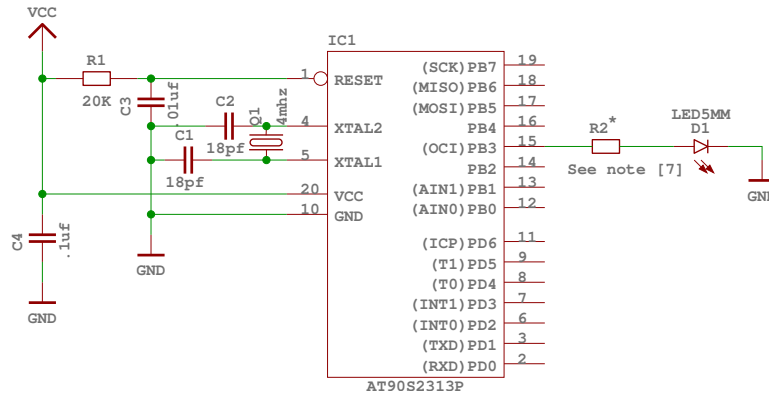 VCC
IC1
R1
20K
C3
.01uf
C2
18pf
C1
18pf
Q1
4mhz
1
RESET
4
XTAL2
5
XTAL1
20
VCC
10
GND
C4
.1uf
GND
GND
(SCK)PB7
19
(MISO)PB6
18
(MOSI)PB5
17
PB4
16
(OCI)PB3
15
PB2
14
(AIN1)PB1
13
(AIN0)PB0
12
(ICP)PD6
11
(T1)PD5
9
(T0)PD4
8
(INT1)PD3
7
(INT0)PD2
6
(TXD)PD1
3
(RXD)PD0
2
AT90S2313P
R2*
See note [7]
LED5MM
D1
GND